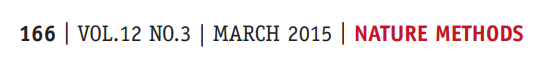 166 | VOL.12 NO.3 | MARCH 2015 | NATURE METHODS